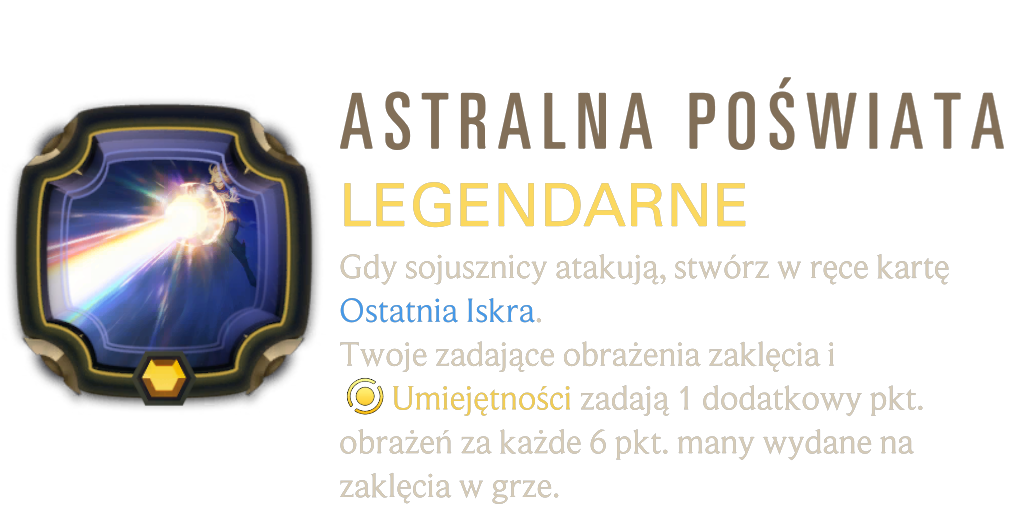 ASTRALNA POŚWIATA
LEGENDARNE
Gdy sojusznicy atakują, stwórz w ręce kartę
Ostatnia Iskra.
Twoje zadające obrażenia zaklęcia i
Umiejętności zadają 1 dodatkowy pkt.
obrażeń za każde 6 pkt. many wydane na
zaklęcia w grze.